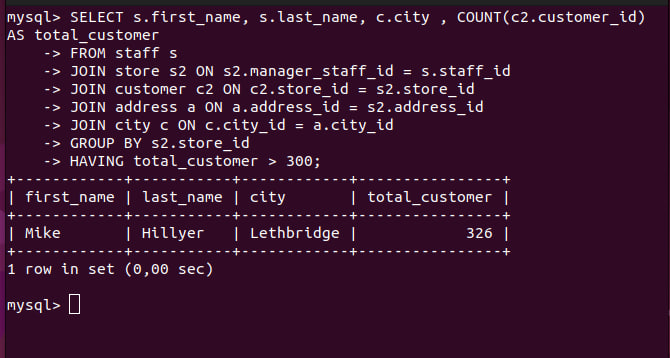 mysql> SELECT s.first_name, s.last_name, c.city , COUNT(c2.customer_id)
AS total_customer
    -> FROM staff s
    -> JOIN store s2 ON s2.manager_staff_id = s.staff_id
    -> JOIN customer c2 ON c2.store_id = s2.store_id
    -> JOIN address a ON a.address_id = s2.address_id
    -> JOIN city c ON c.city_id = a.city_id
    -> GROUP BY s2.store_id
    -> HAVING total_customer > 300;
+------------+-----------+------------+----------------+
| first_name | last_name | city       | total_customer |
+------------+-----------+------------+----------------+
| Mike       | Hillyer   | Lethbridge |            326 |
+------------+-----------+------------+----------------+
1 row in set (0,00 sec)
mysql>